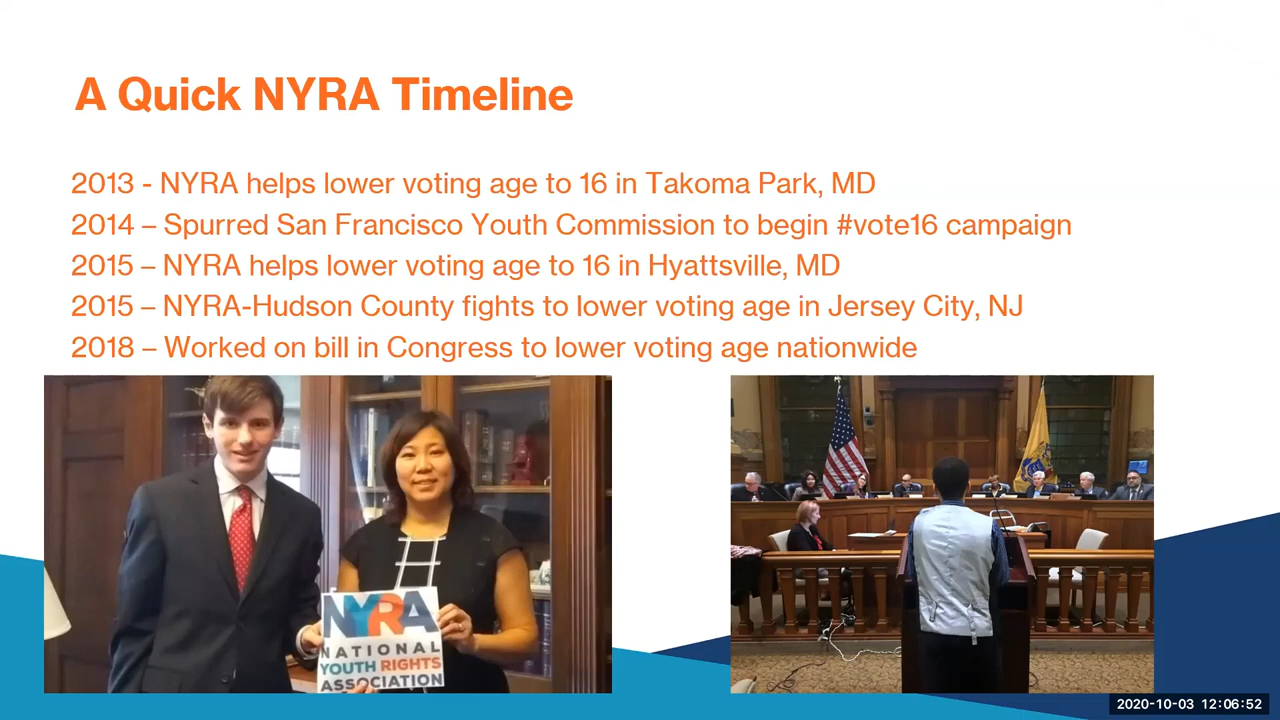 A Quick NYRA Timeline
2013 - NYRA helps lower voting age to 16 in Takoma Park, MD
2014 – Spurred San Francisco Youth Commission to begin #vote16 campaign
2015 – NYRA helps lower voting age to 16 in Hyattsville, MD
2015 – NYRA-Hudson County fights to lower voting age in Jersey City, NJ
2018 – Worked on bill in Congress to lower voting age nationwide
NYRA
NATIONAL
YOUTH RIGHTS
ASSOCIATION
2020-10-03 12:06:52